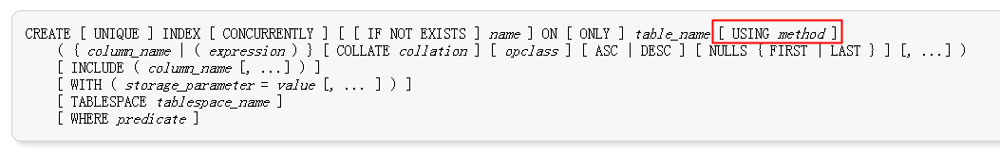 CREATE [ UNIQUE ] INDEX [ CONCURRENTLY ] [ [ IF NOT EXISTS ] name ] ON [ ONLY ] table_name [ USING method ]
( { column_name | ( expression ) } [ COLLATE collation ] [ opclass ] [ ASC | DESC ] [ NULLS { FIRST | LAST } ] [, ...] )
[ INCLUDE ( column_name [, ...] ) ]
[ WITH ( storage_parameter = value [, ... ] ) ]
[ TABLESPACE tablespace_name ]
[ WHERE predicate ]